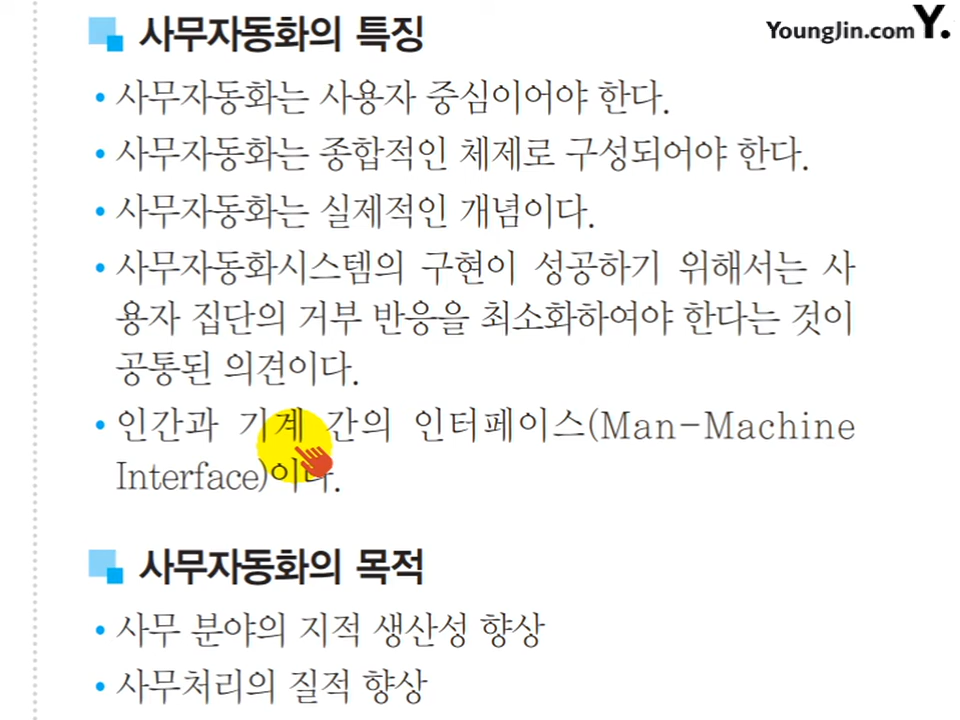 사무자동화의 특징
YoungJin.com Y.
• 사무자동화는 사용자 중심이어야 한다.
• 사무자동화는 종합적인 체제로 구성되어야 한다.
• 사무자동화는 실제적인 개념이다.
• 사무자동화시스템의 구현이 성공하기 위해서는 사
용자 집단의 거부 반응을 최소화하여야 한다는 것이
공통된 의견이다.
• 인간과 기계 간의 인터페이스(Man-Machine
Interface)이다.
사무자동화의 목적
• 사무 분야의 지적 생산성 향상
• 사무처리의 질적 향상